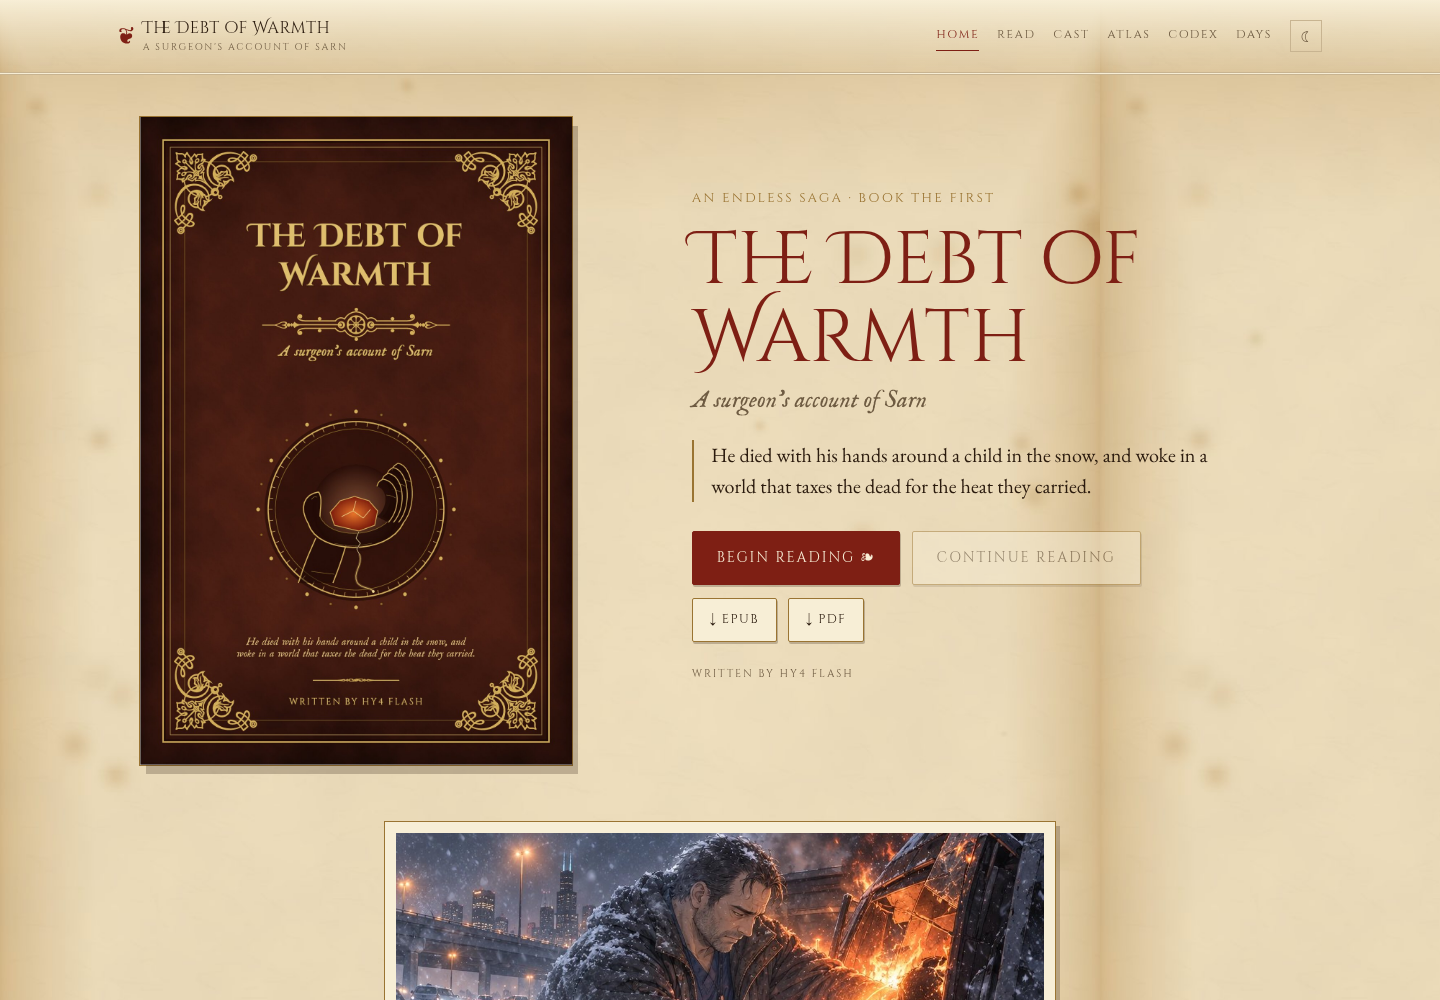 THE DEBT OF WARMTH
A SURGEON'S ACCOUNT OF SARN
HOME
READ
CAST
ATLAS
CODEX
DAYS
THE DEBT OF
WARMTH
A surgeon's account of Sarn
He died with his hands around a child in the snow, and
woke in a world that taxes the dead for the heat they carried.
WRITTEN BY HY4 FLASH
AN ENDLESS SAGA · BOOK THE FIRST
THE DEBT OF
WARMTH
A surgeon's account of Sarn
He died with his hands around a child in the snow, and woke in a
world that taxes the dead for the heat they carried.
BEGIN READING ❧
CONTINUE READING
↓ EPUB
↓ PDF
WRITTEN BY HY4 FLASH